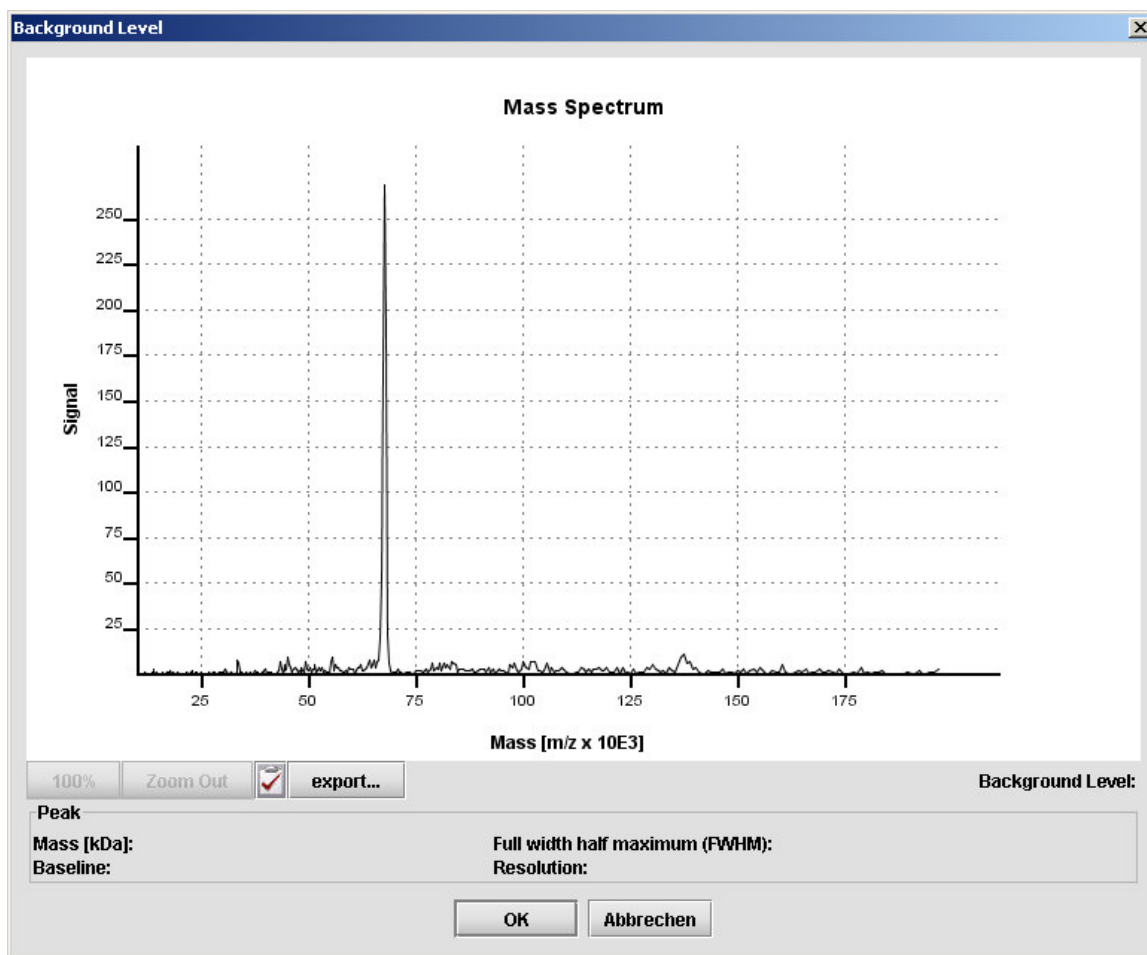 Background Level
Mass Spectrum
250
225
200
175
150
125
100
75
50
25
Signal
25 50 75 100 125 150 175
Mass [m/z x 10E3]
100% Zoom Out export... Background Level:
Peak
Mass [kDa]: Full width half maximum (FWHM):
Baseline: Resolution:
OK Abbrechen